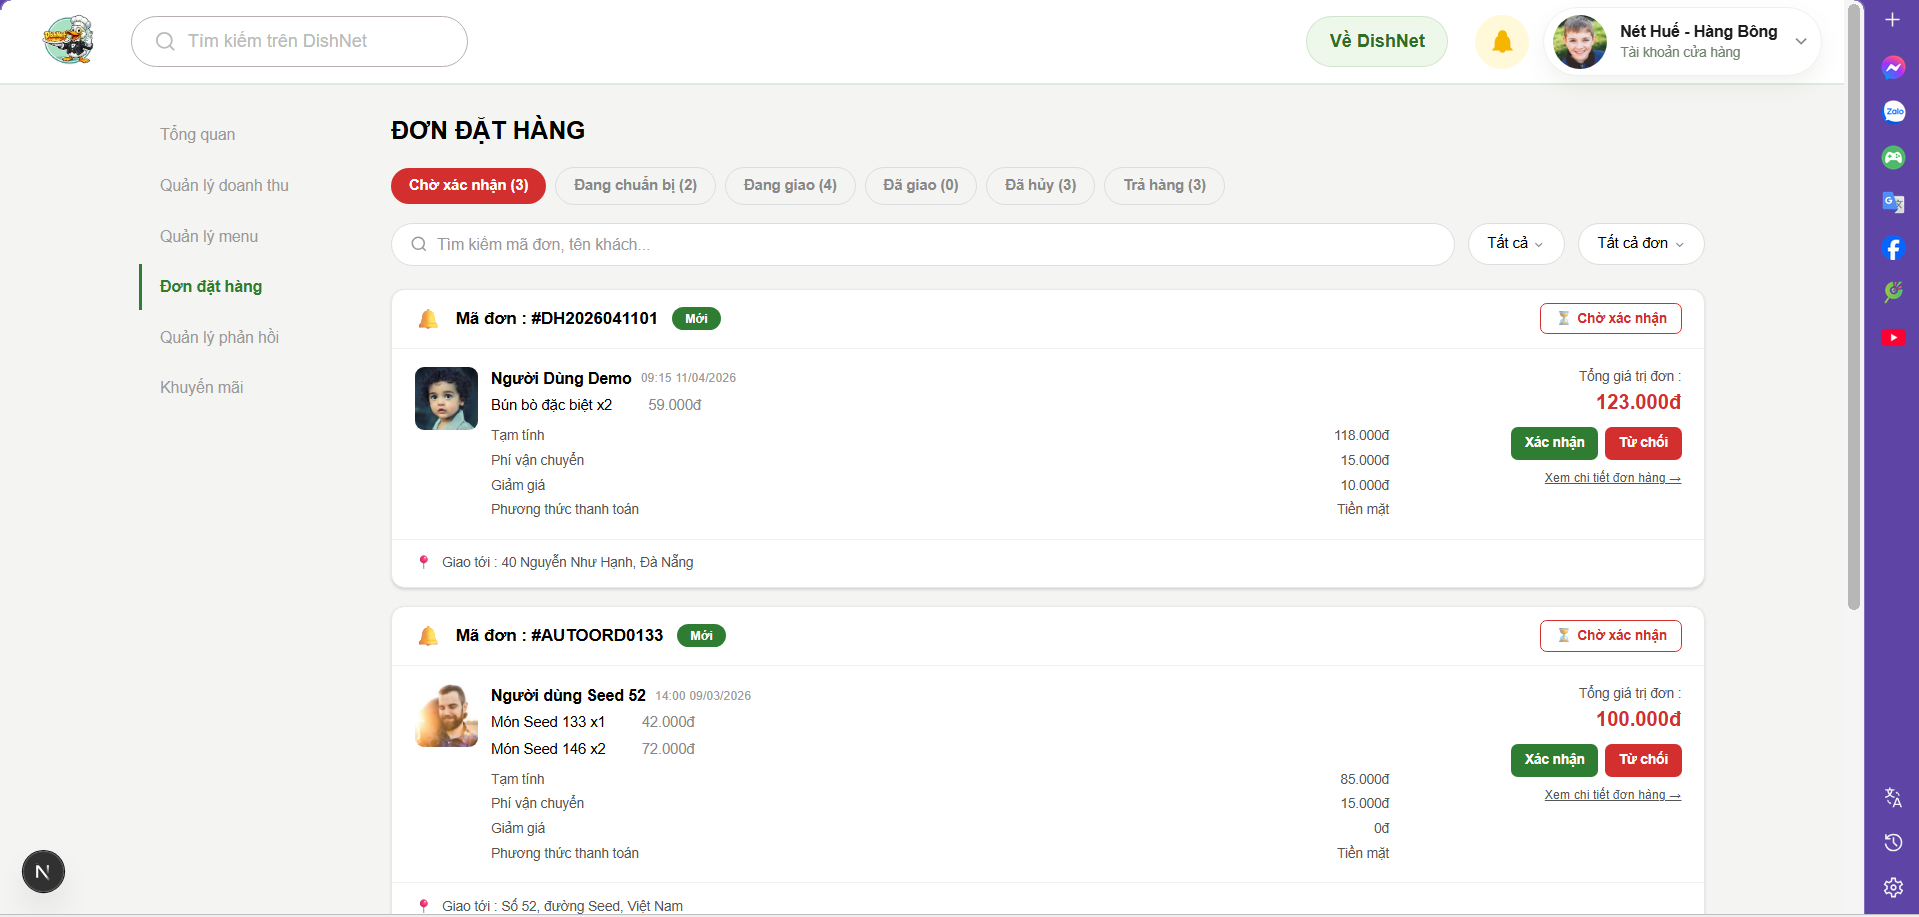 Tìm kiếm trên DishNet
Về DishNet
Nét Huế - Hàng Bông
Tài khoản cửa hàng
Zalo
Tổng quan
Quản lý doanh thu
Quản lý menu
Đơn đặt hàng
Quản lý phản hồi
Khuyến mãi
ĐƠN ĐẶT HÀNG
Chờ xác nhận (3) Đang chuẩn bị (2) Đang giao (4) Đã giao (0) Đã hủy (3) Trả hàng (3)
Tìm kiếm mã đơn, tên khách... Tất cả Tất cả đơn
Mã đơn : #DH2026041101 Mới Chờ xác nhận
Người Dùng Demo 09:15 11/04/2026 Tổng giá trị đơn :
Bún bò đặc biệt x2 59.000đ 123.000đ
Tạm tính 118.000đ Xác nhận Từ chối
Phí vận chuyển 15.000đ
Giảm giá 10.000đ Xem chi tiết đơn hàng →
Phương thức thanh toán Tiền mặt
Giao tới : 40 Nguyễn Như Hạnh, Đà Nẵng
Mã đơn : #AUTOORD0133 Mới Chờ xác nhận
Người dùng Seed 52 14:00 09/03/2026 Tổng giá trị đơn :
Món Seed 133 x1 42.000đ 100.000đ
Món Seed 146 x2 72.000đ Xác nhận Từ chối
Tạm tính 85.000đ
Phí vận chuyển 15.000đ Xem chi tiết đơn hàng →
Giảm giá 0đ
Phương thức thanh toán Tiền mặt
Giao tới : Số 52, đường Seed, Việt Nam
N